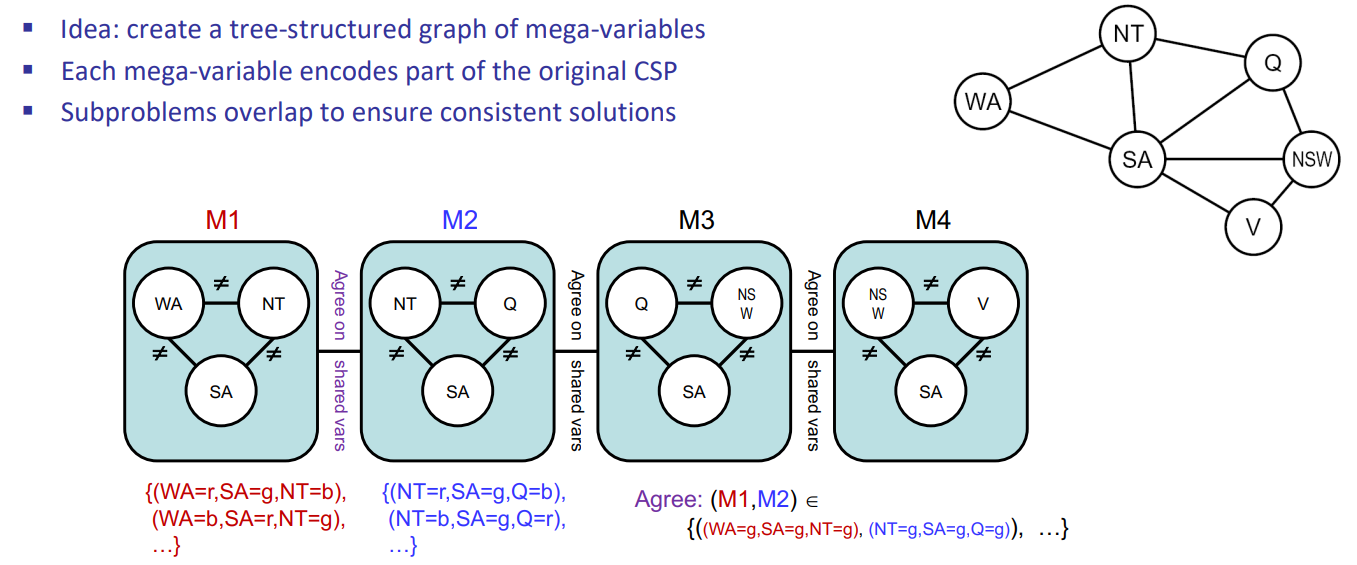 ▪ Idea: create a tree-structured graph of mega-variables
▪ Each mega-variable encodes part of the original CSP
▪ Subproblems overlap to ensure consistent solutions
NT
Q
WA
SA
NSW
V
M1
M2
M3
M4
WA ≠ NT
≠ ≠
SA
Agree on shared vars
NT ≠ Q
≠ ≠
SA
Agree on shared vars
Q ≠ NS
W
≠ ≠
SA
Agree on shared vars
NS
W ≠ V
≠ ≠
SA
{(WA=r,SA=g,NT=b),
(WA=b,SA=r,NT=g),
…}
{(NT=r,SA=g,Q=b),
(NT=b,SA=g,Q=r),
…}
Agree: (M1,M2) ∈
{((WA=g,SA=g,NT=g), (NT=g,SA=g,Q=g)), …}